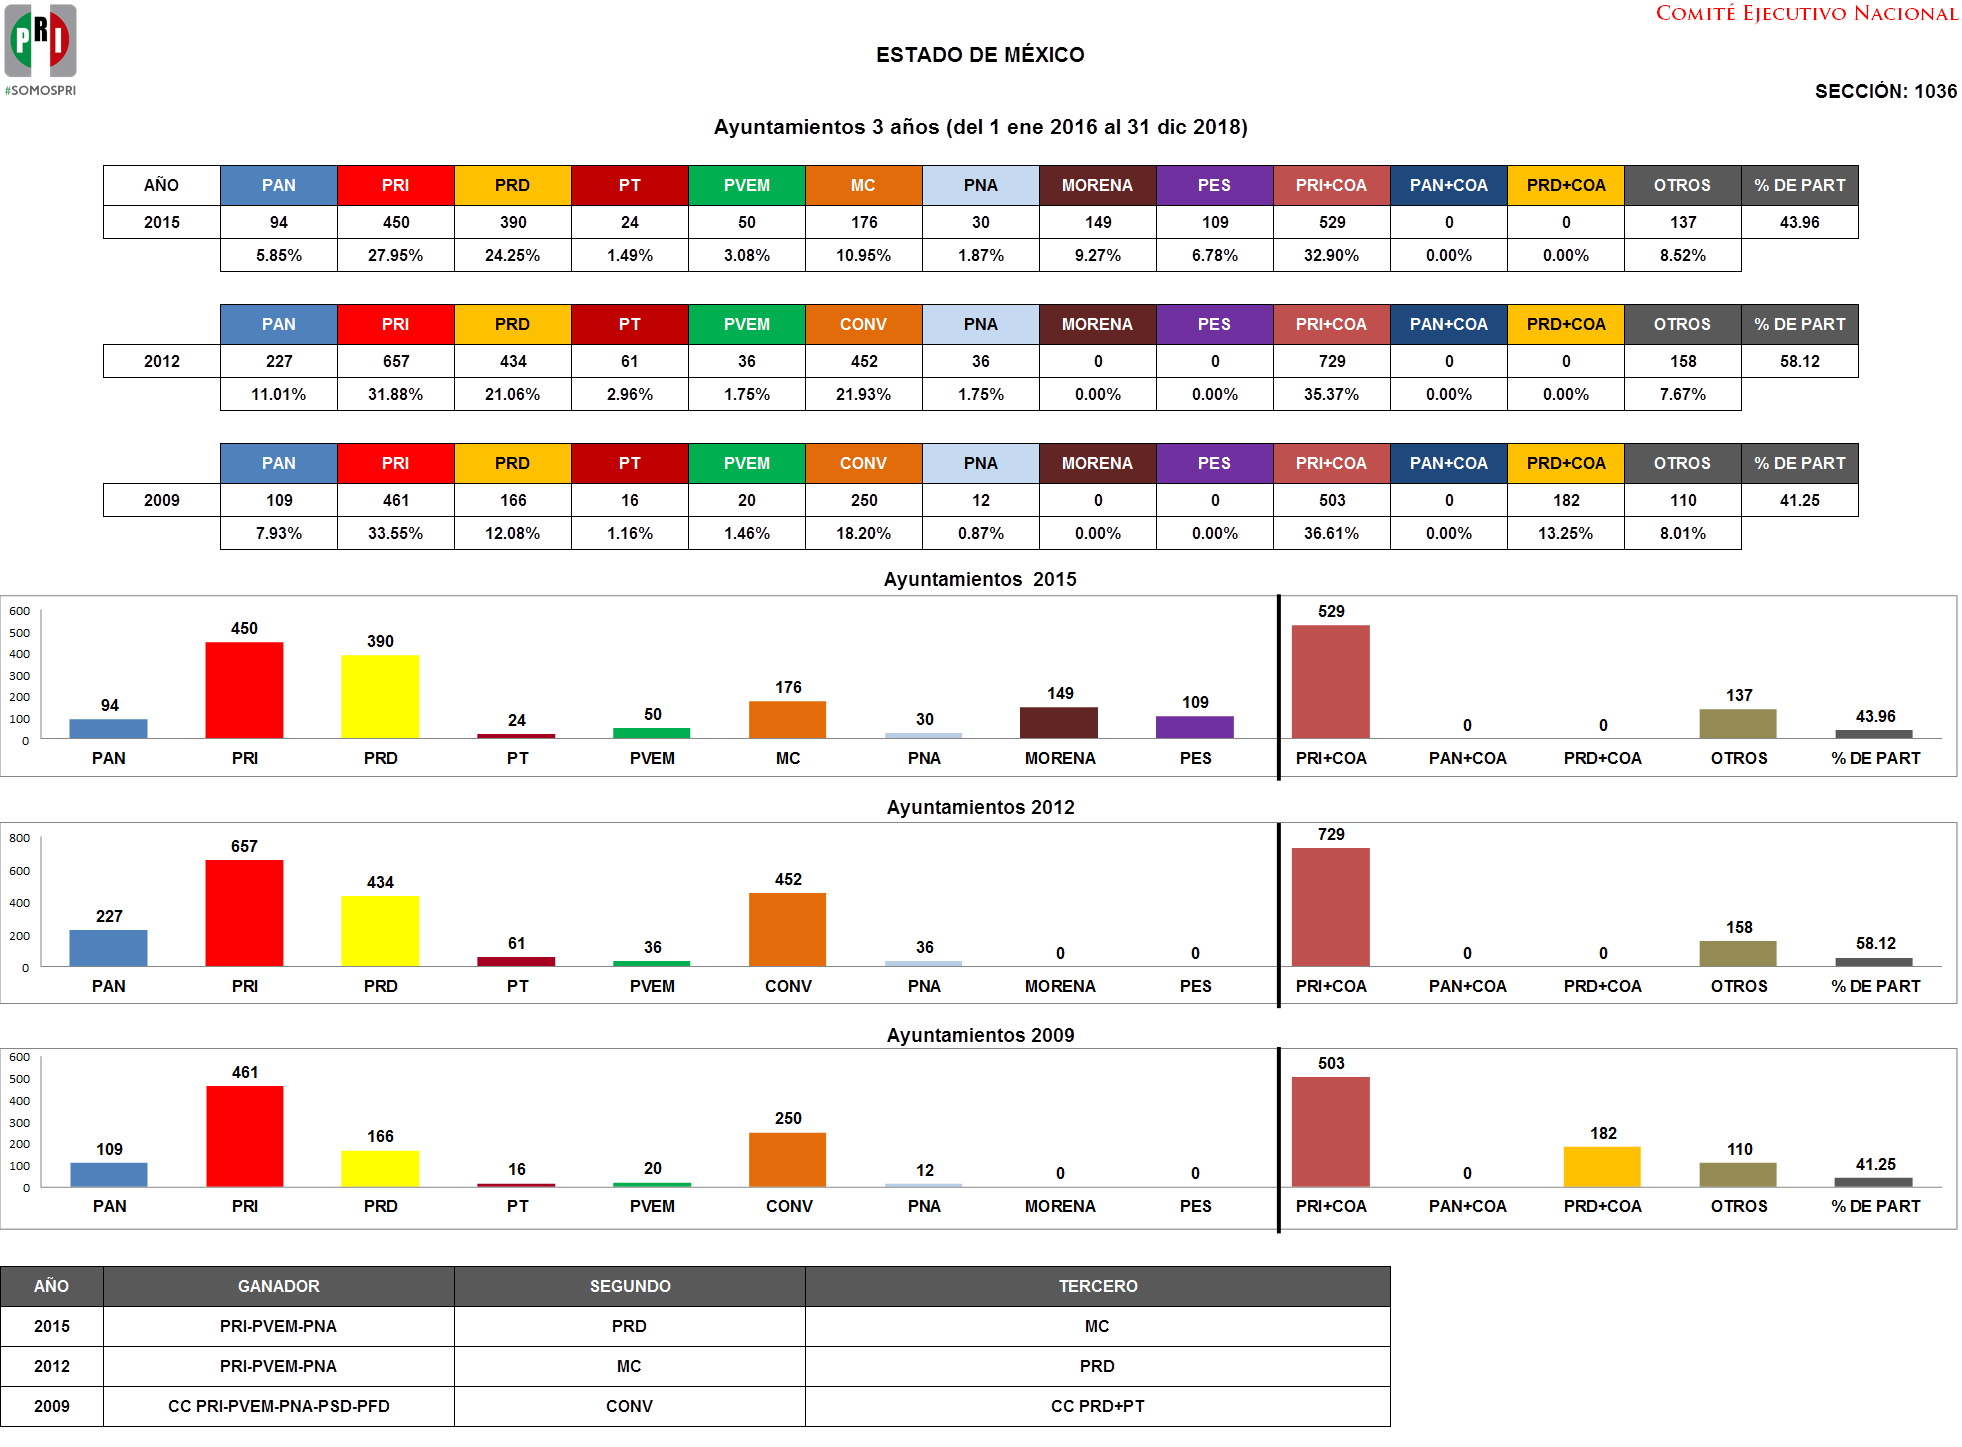 PRI
#SOMOSPRI
COMITÉ EJECUTIVO NACIONAL
ESTADO DE MÉXICO
SECCIÓN: 1036
Ayuntamientos 3 años (del 1 ene 2016 al 31 dic 2018)
AÑO PAN PRI PRD PT PVEM MC PNA MORENA PES PRI+COA PAN+COA PRD+COA OTROS % DE PART
2015 94 450 390 24 50 176 30 149 109 529 0 0 137 43.96
5.85% 27.95% 24.25% 1.49% 3.08% 10.95% 1.87% 9.27% 6.78% 32.90% 0.00% 0.00% 8.52%
PAN PRI PRD PT PVEM CONV PNA MORENA PES PRI+COA PAN+COA PRD+COA OTROS % DE PART
2012 227 657 434 61 36 452 36 0 0 729 0 0 158 58.12
11.01% 31.88% 21.06% 2.96% 1.75% 21.93% 1.75% 0.00% 0.00% 35.37% 0.00% 0.00% 7.67%
PAN PRI PRD PT PVEM CONV PNA MORENA PES PRI+COA PAN+COA PRD+COA OTROS % DE PART
2009 109 461 166 16 20 250 12 0 0 503 0 182 110 41.25
7.93% 33.55% 12.08% 1.16% 1.46% 18.20% 0.87% 0.00% 0.00% 36.61% 0.00% 13.25% 8.01%
Ayuntamientos 2015
600
500
400
300
200
100
0
94 450 390 24 50 176 30 149 109 529 0 0 137 43.96
PAN PRI PRD PT PVEM MC PNA MORENA PES PRI+COA PAN+COA PRD+COA OTROS % DE PART
Ayuntamientos 2012
800
600
400
200
0
227 657 434 61 36 452 36 0 0 729 0 0 158 58.12
PAN PRI PRD PT PVEM CONV PNA MORENA PES PRI+COA PAN+COA PRD+COA OTROS % DE PART
Ayuntamientos 2009
600
500
400
300
200
100
0
109 461 166 16 20 250 12 0 0 503 0 182 110 41.25
PAN PRI PRD PT PVEM CONV PNA MORENA PES PRI+COA PAN+COA PRD+COA OTROS % DE PART
AÑO GANADOR SEGUNDO TERCERO
2015 PRI-PVEM-PNA PRD MC
2012 PRI-PVEM-PNA MC PRD
2009 CC PRI-PVEM-PNA-PSD-PFD CONV CC PRD+PT